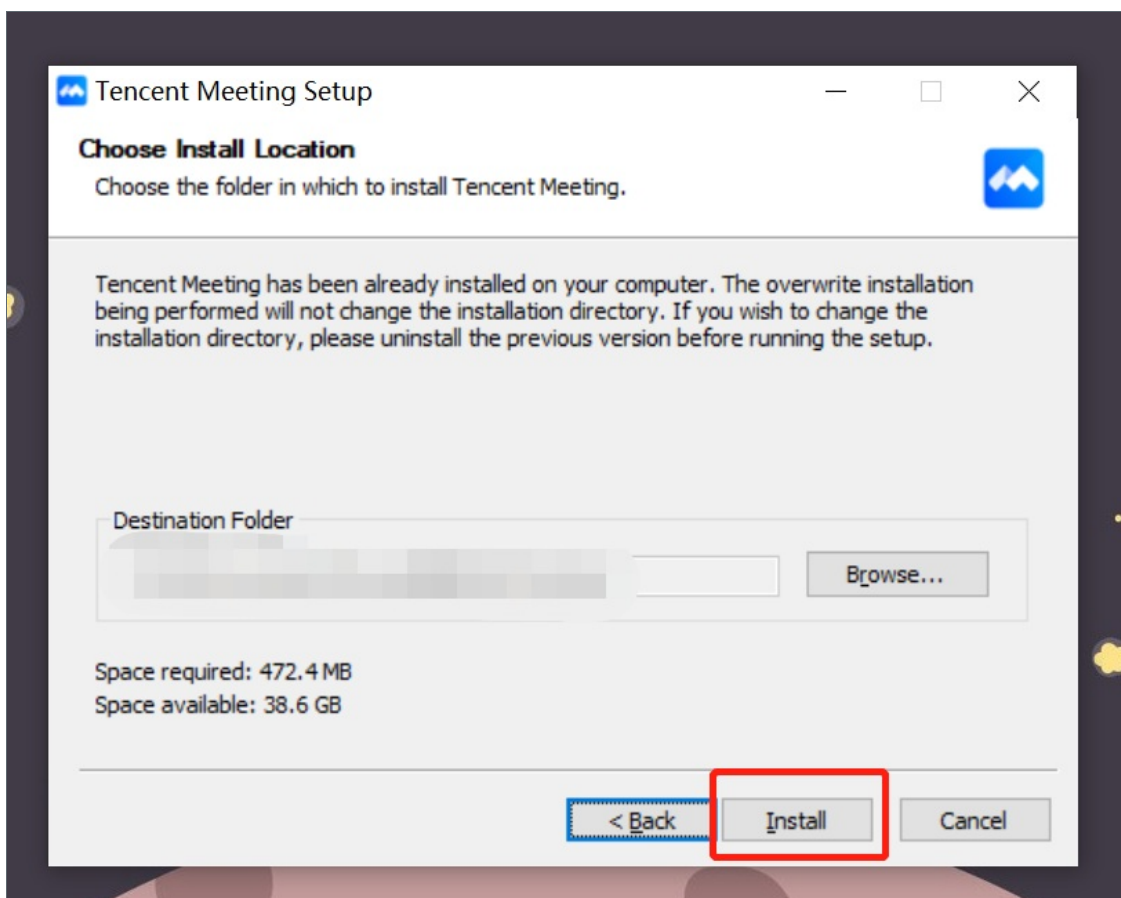 Tencent Meeting Setup
Choose Install Location
Choose the folder in which to install Tencent Meeting.
Tencent Meeting has been already installed on your computer. The overwrite installation
being performed will not change the installation directory. If you wish to change the
installation directory, please uninstall the previous version before running the setup.
Destination Folder
Browse...
Space required: 472.4 MB
Space available: 38.6 GB
< Back Install Cancel